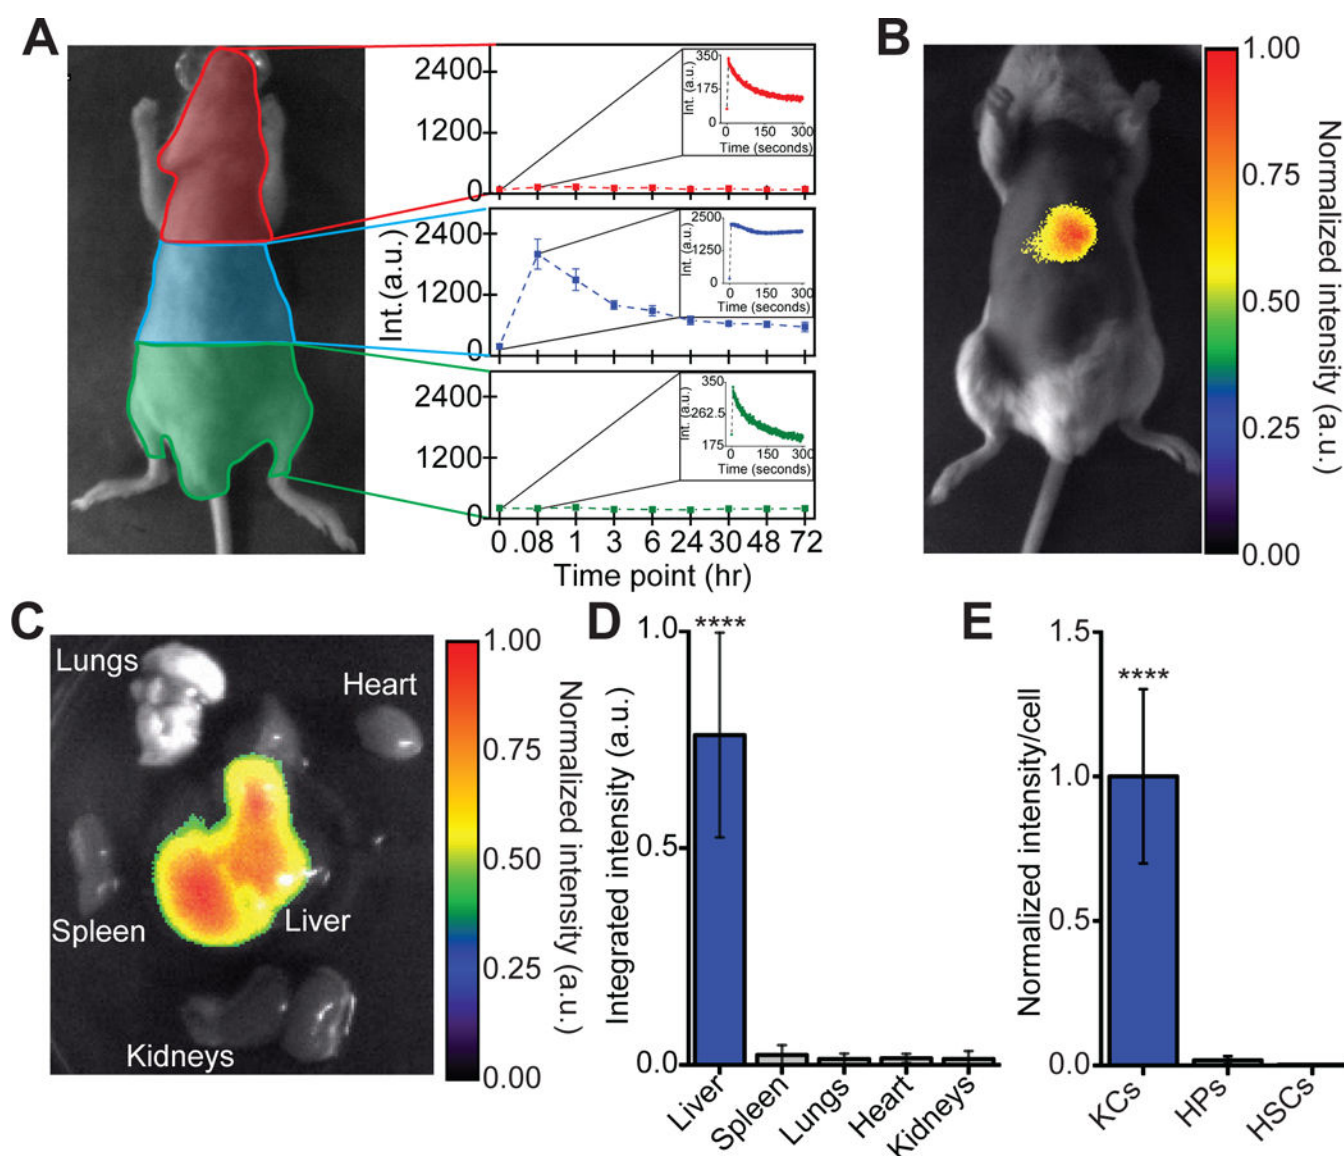 A
2400
1200
0
Int. (a.u.)
350
175
0
0 150 300
Time (seconds)
2400
1200
0
Int.(a.u.)
Int. (a.u.)
2500
1250
0
0 150 300
Time (seconds)
2400
1200
0
Int. (a.u.)
350
262.5
175
0 150 300
Time (seconds)
0 .08 1 3 6 24 30 48 72
Time point (hr)
B
1.00
0.75
0.50
0.25
0.00
Normalized intensity (a.u.)
C
Lungs
Heart
Spleen
Liver
Kidneys
1.00
0.75
0.50
0.25
0.00
Normalized intensity (a.u.)
D
****
1.0
0.5
0.0
Integrated intensity (a.u.)
Liver
Spleen
Lungs
Heart
Kidneys
E
****
1.5
1.0
0.5
0.0
Normalized intensity/cell
KCs
HPs
HSCs